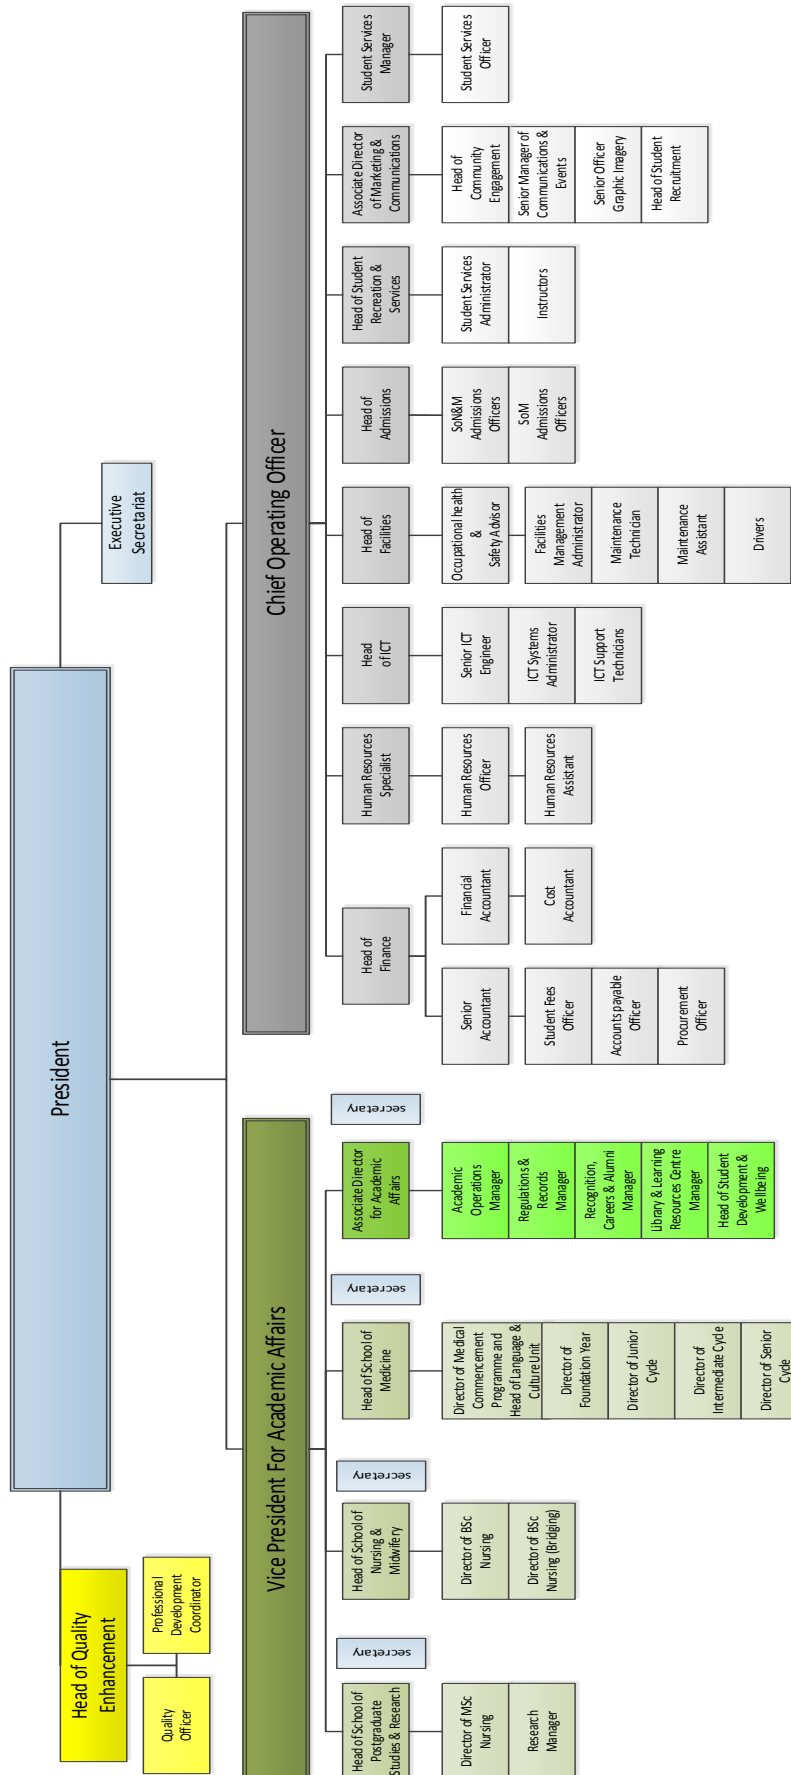 President
Executive
Secretariat
Head of Quality
Enhancement
Quality
Officer
Professional
Development
Coordinator
Vice President For Academic Affairs
Chief Operating Officer
Head of School of
Postgraduate
Studies & Research
secretary
Director of MSc
Nursing
Research
Manager
Head of School of
Nursing &
Midwifery
secretary
Director of BSc
Nursing
Director of BSc
Nursing (Bridging)
Head of School of
Medicine
secretary
Director of Medical
Commencement
Programme and
Head of Language &
Culture Unit
Director of
Foundation Year
Director of Junior
Cycle
Director of
Intermediate Cycle
Director of Senior
Cycle
Associate Director
for Academic
Affairs
secretary
Academic
Operations
Manager
Regulations &
Records
Manager
Recognition,
Careers & Alumni
Manager
Library & Learning
Resources Centre
Manager
Head of Student
Development &
Wellbeing
Head of
Finance
Senior
Accountant
Student Fees
Officer
Accounts payable
Officer
Procurement
Officer
Financial
Accountant
Cost
Accountant
Human Resources
Specialist
Human Resources
Officer
Human Resources
Assistant
Head
of ICT
Senior ICT
Engineer
ICT Systems
Administrator
ICT Support
Technicians
Head of
Facilities
Occupational health
&
Safety Advisor
Facilities
Management
Administrator
Maintenance
Technician
Maintenance
Assistant
Drivers
Head of
Admissions
SoN&M
Admissions
Officers
SoM
Admissions
Officers
Head of Student
Recreation &
Services
Student Services
Administrator
Instructors
Associate Director
of Marketing &
Communications
Head of
Community
Engagement
Senior Manager of
Communications &
Events
Senior Officer
Graphic Imagery
Head of Student
Recruitment
Student Services
Manager
Student Services
Officer